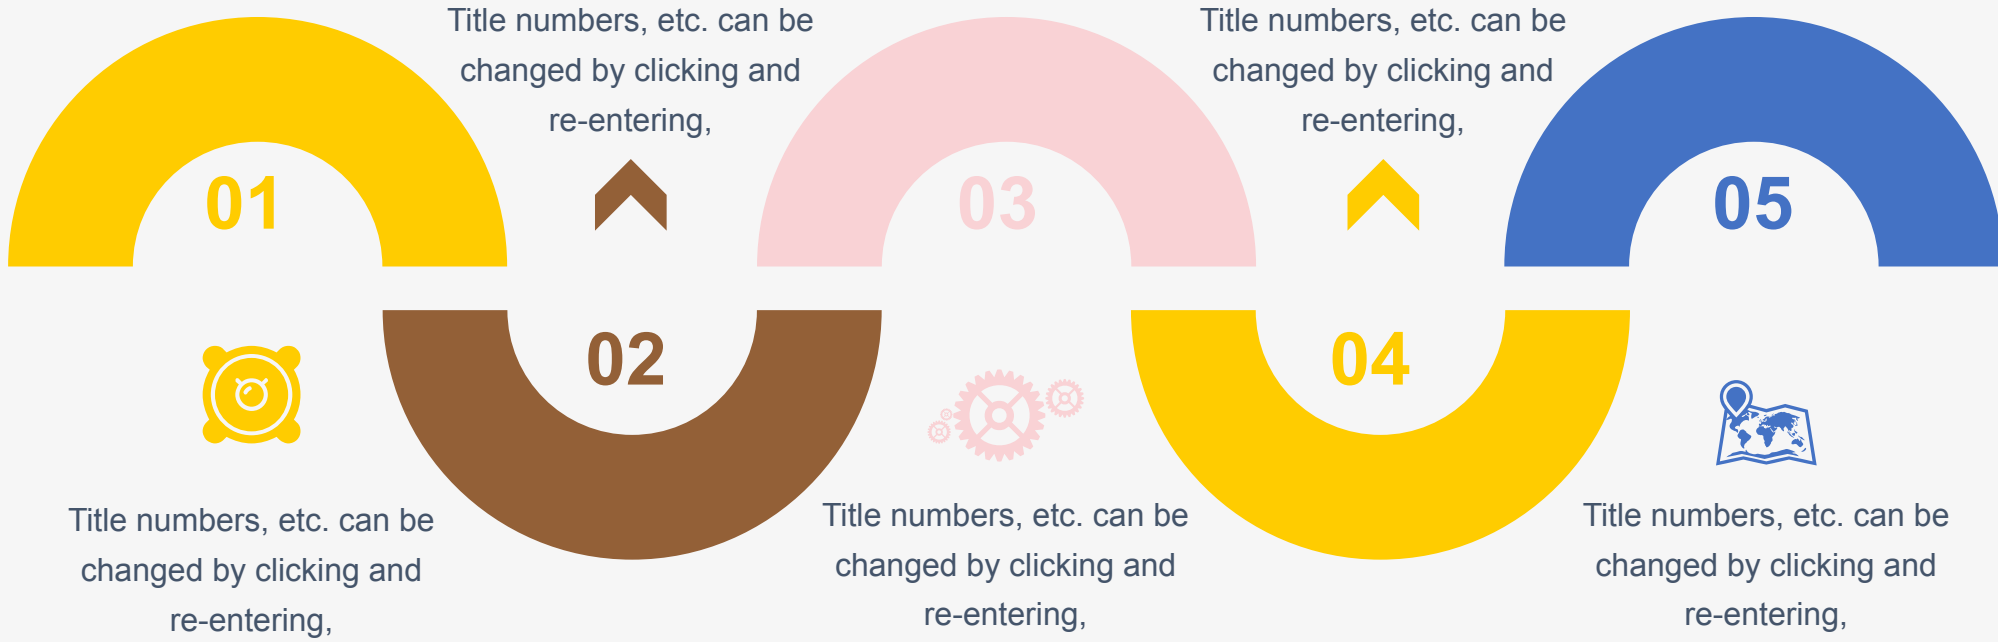 01
Title numbers, etc. can be
changed by clicking and
re-entering,
Title numbers, etc. can be
changed by clicking and
re-entering,
02
03
Title numbers, etc. can be
changed by clicking and
re-entering,
Title numbers, etc. can be
changed by clicking and
re-entering,
04
05
Title numbers, etc. can be
changed by clicking and
re-entering,